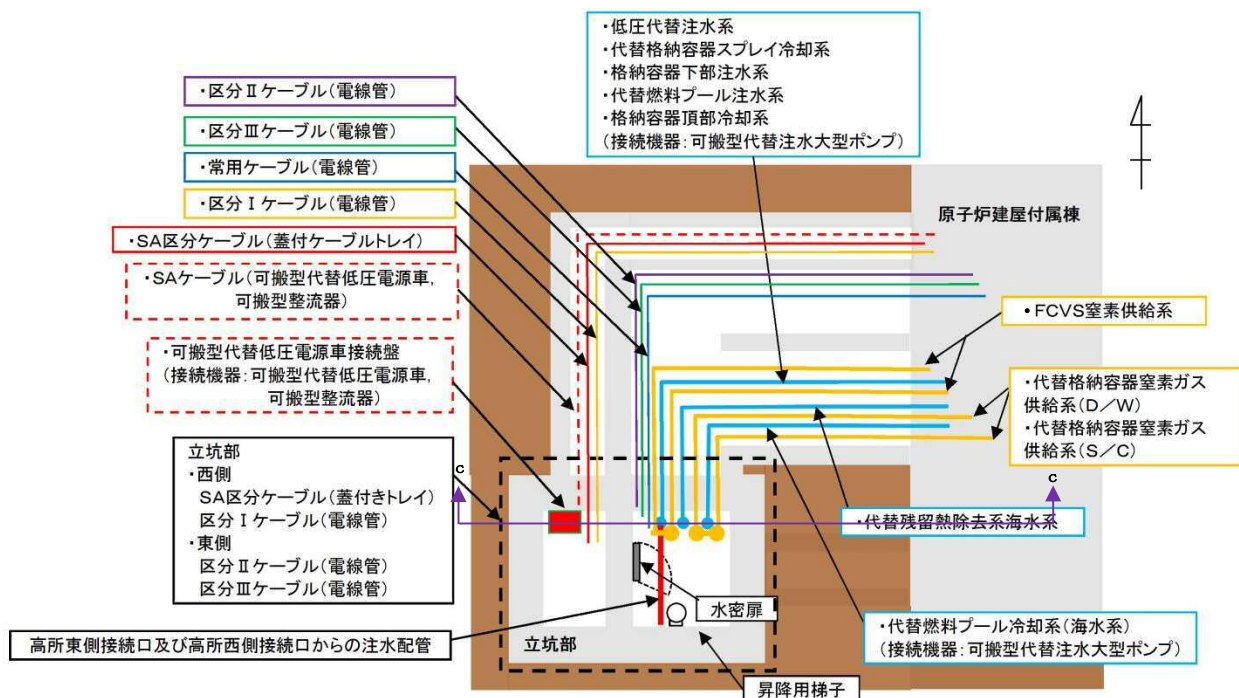 ・低圧代替注水系
・代替格納容器スプレイ冷却系
・格納容器下部注水系
・代替燃料プール注水系
・格納容器頂部冷却系
(接続機器:可搬型代替注水大型ポンプ)
・区分Ⅱケーブル(電線管)
・区分Ⅲケーブル(電線管)
・常用ケーブル(電線管)
・区分Ⅰケーブル(電線管)
・SA区分ケーブル(蓋付ケーブルトレイ)
・SAケーブル(可搬型代替低圧電源車,
可搬型整流器)
・可搬型代替低圧電源車接続盤
(接続機器:可搬型代替低圧電源車,
可搬型整流器)
原子炉建屋付属棟
・FCVS窒素供給系
・代替格納容器窒素ガス
供給系(D/W)
・代替格納容器窒素ガス
供給系(S/C)
立坑部
・西側
SA区分ケーブル(蓋付きトレイ)
区分Ⅰケーブル(電線管)
・東側
区分Ⅱケーブル(電線管)
区分Ⅲケーブル(電線管)
C
C
・代替残留熱除去系海水系
水密扉
・代替燃料プール冷却系(海水系)
(接続機器:可搬型代替注水大型ポンプ)
高所東側接続口及び高所西側接続口からの注水配管
立坑部
昇降用梯子